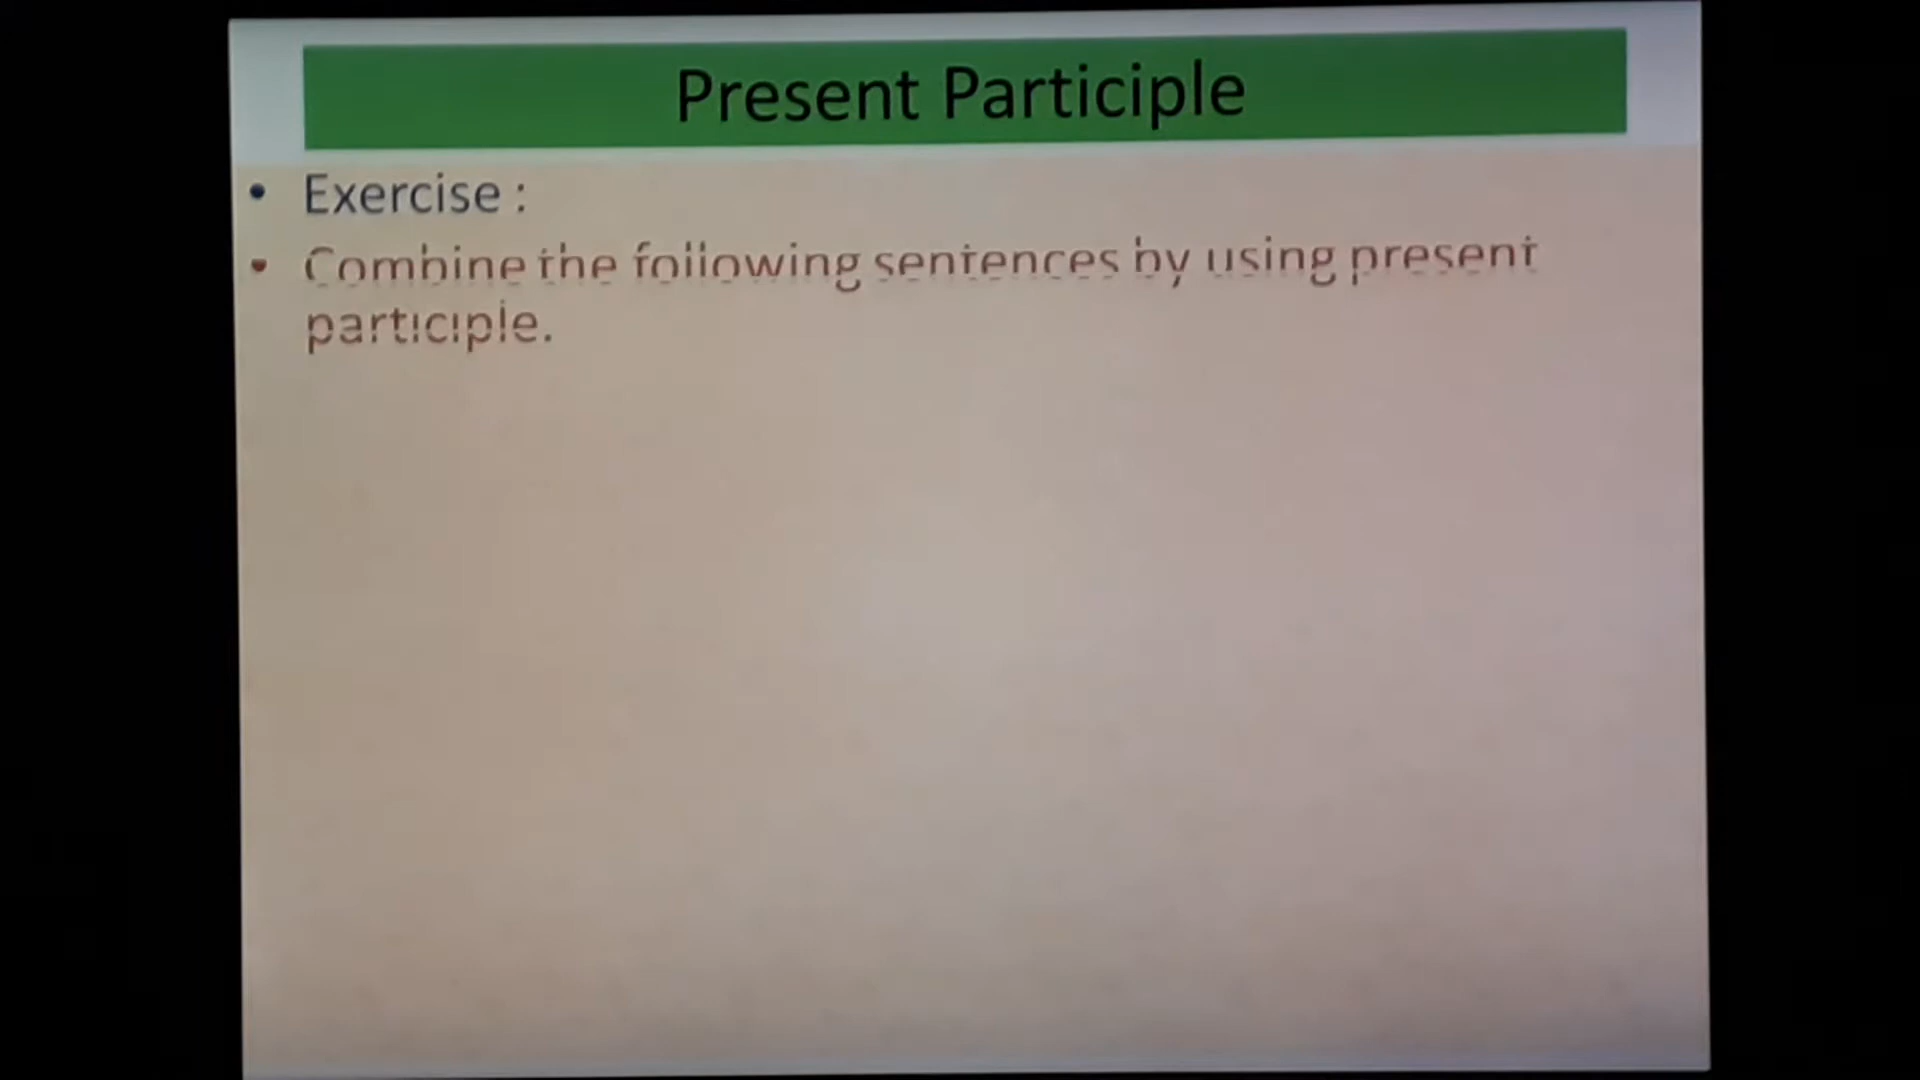 Present Participle
• Exercise :
• Combine the following sentences by using present
participle.